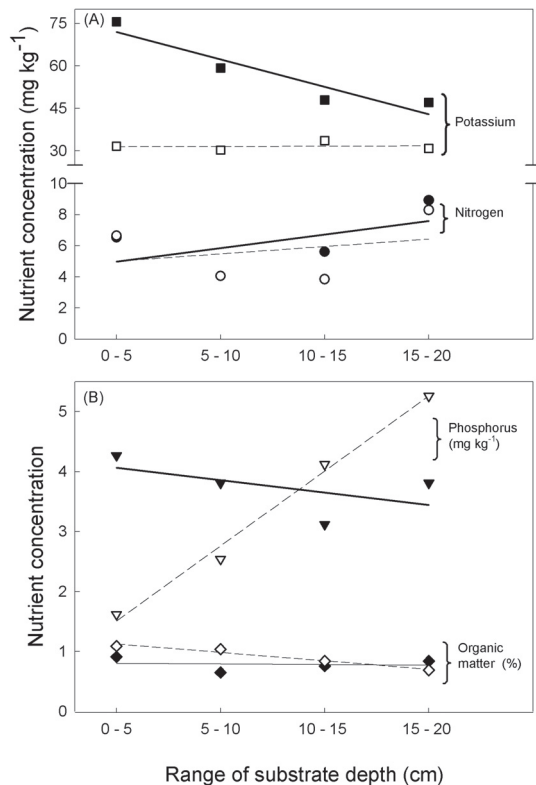 (A)
75
60
45
30
10
8
6
4
2
0
Nutrient concentration (mg kg⁻¹)
Potassium
Nitrogen
0 - 5
5 - 10
10 - 15
15 - 20
(B)
5
4
3
2
1
0
Nutrient concentration
Phosphorus
(mg kg⁻¹)
Organic
matter (%)
0 - 5
5 - 10
10 - 15
15 - 20
Range of substrate depth (cm)